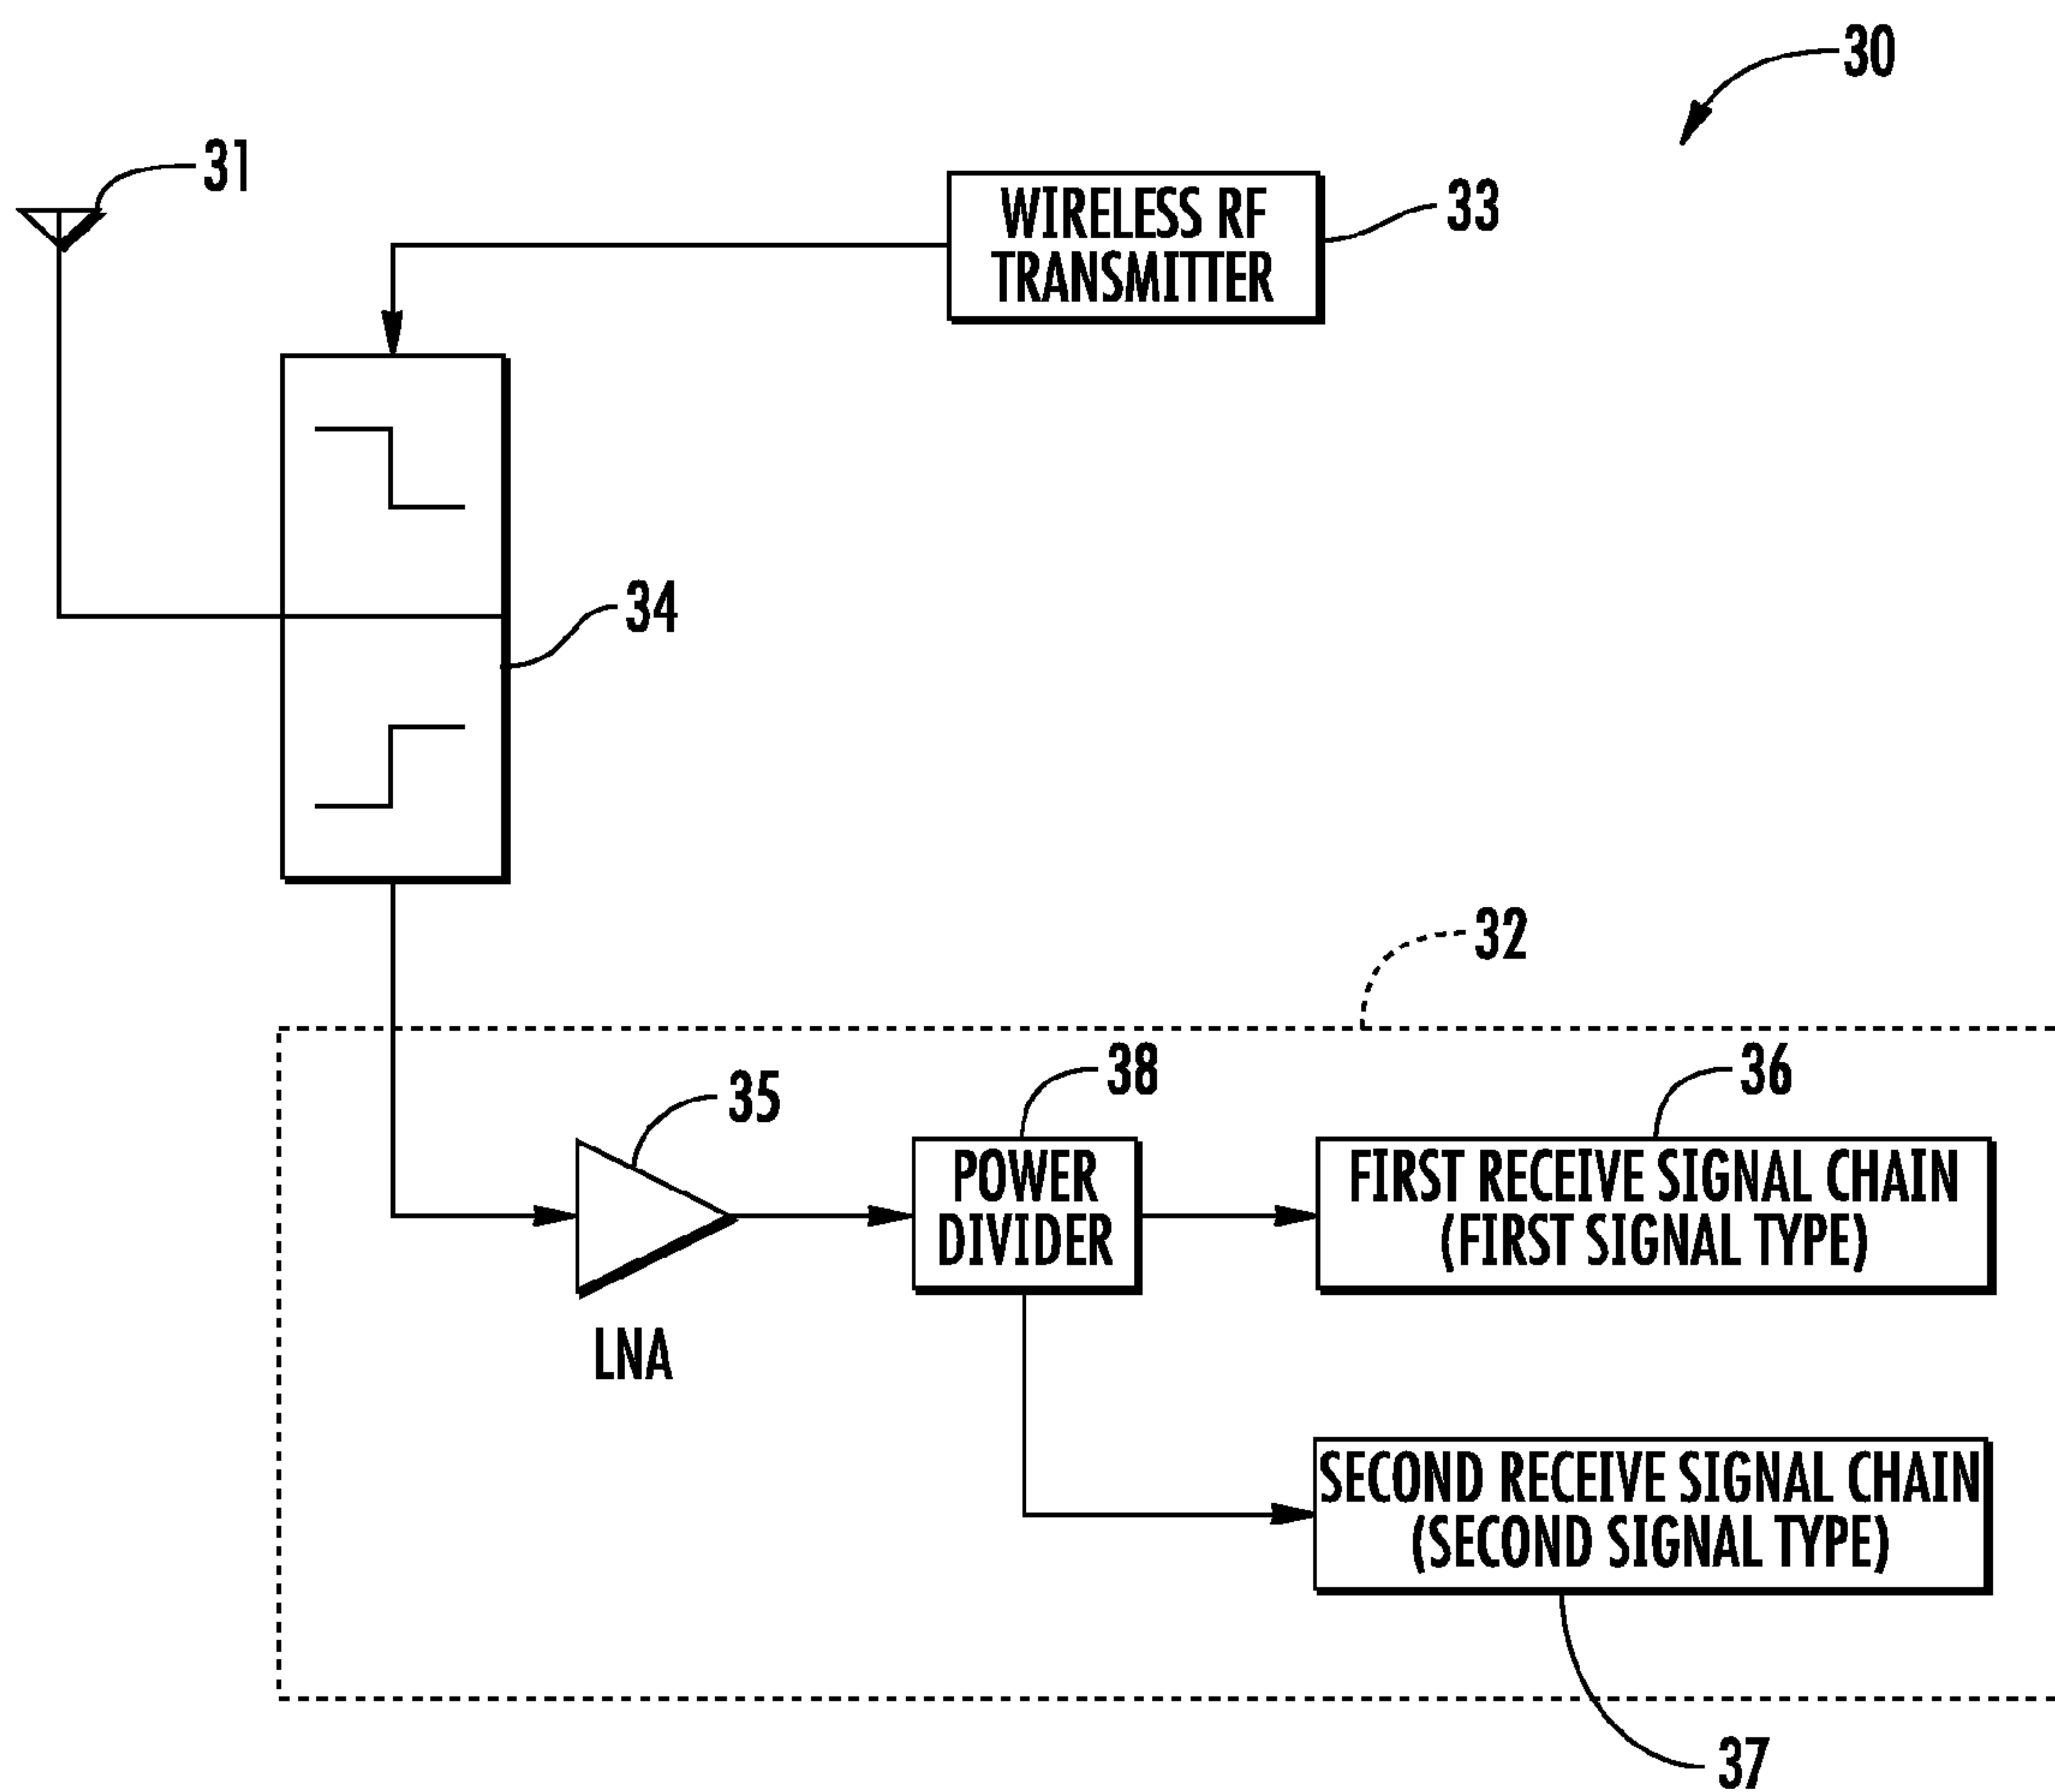 30
31
WIRELESS RF
TRANSMITTER
33
34
32
35
38
36
POWER
DIVIDER
FIRST RECEIVE SIGNAL CHAIN
(FIRST SIGNAL TYPE)
LNA
SECOND RECEIVE SIGNAL CHAIN
(SECOND SIGNAL TYPE)
37